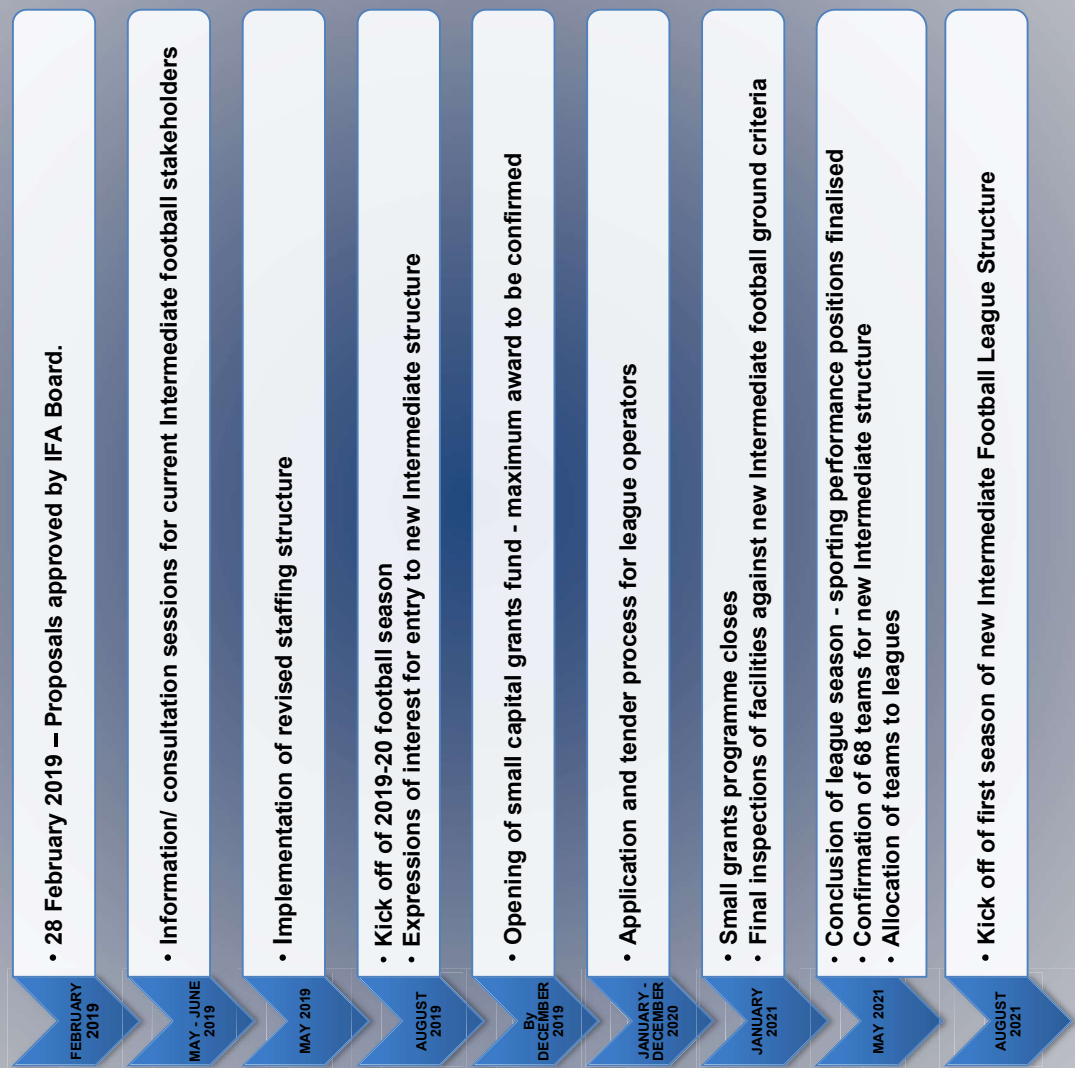 FEBRUARY
2019
• 28 February 2019 – Proposals approved by IFA Board.
MAY - JUNE
2019
• Information/ consultation sessions for current Intermediate football stakeholders
MAY 2019
• Implementation of revised staffing structure
AUGUST
2019
• Kick off of 2019-20 football season
• Expressions of interest for entry to new Intermediate structure
By
DECEMBER
2019
• Opening of small capital grants fund - maximum award to be confirmed
JANUARY -
DECEMBER
2020
• Application and tender process for league operators
JANUARY
2021
• Small grants programme closes
• Final inspections of facilities against new Intermediate football ground criteria
MAY 2021
• Conclusion of league season - sporting performance positions finalised
• Confirmation of 68 teams for new Intermediate structure
• Allocation of teams to leagues
AUGUST
2021
• Kick off of first season of new Intermediate Football League Structure